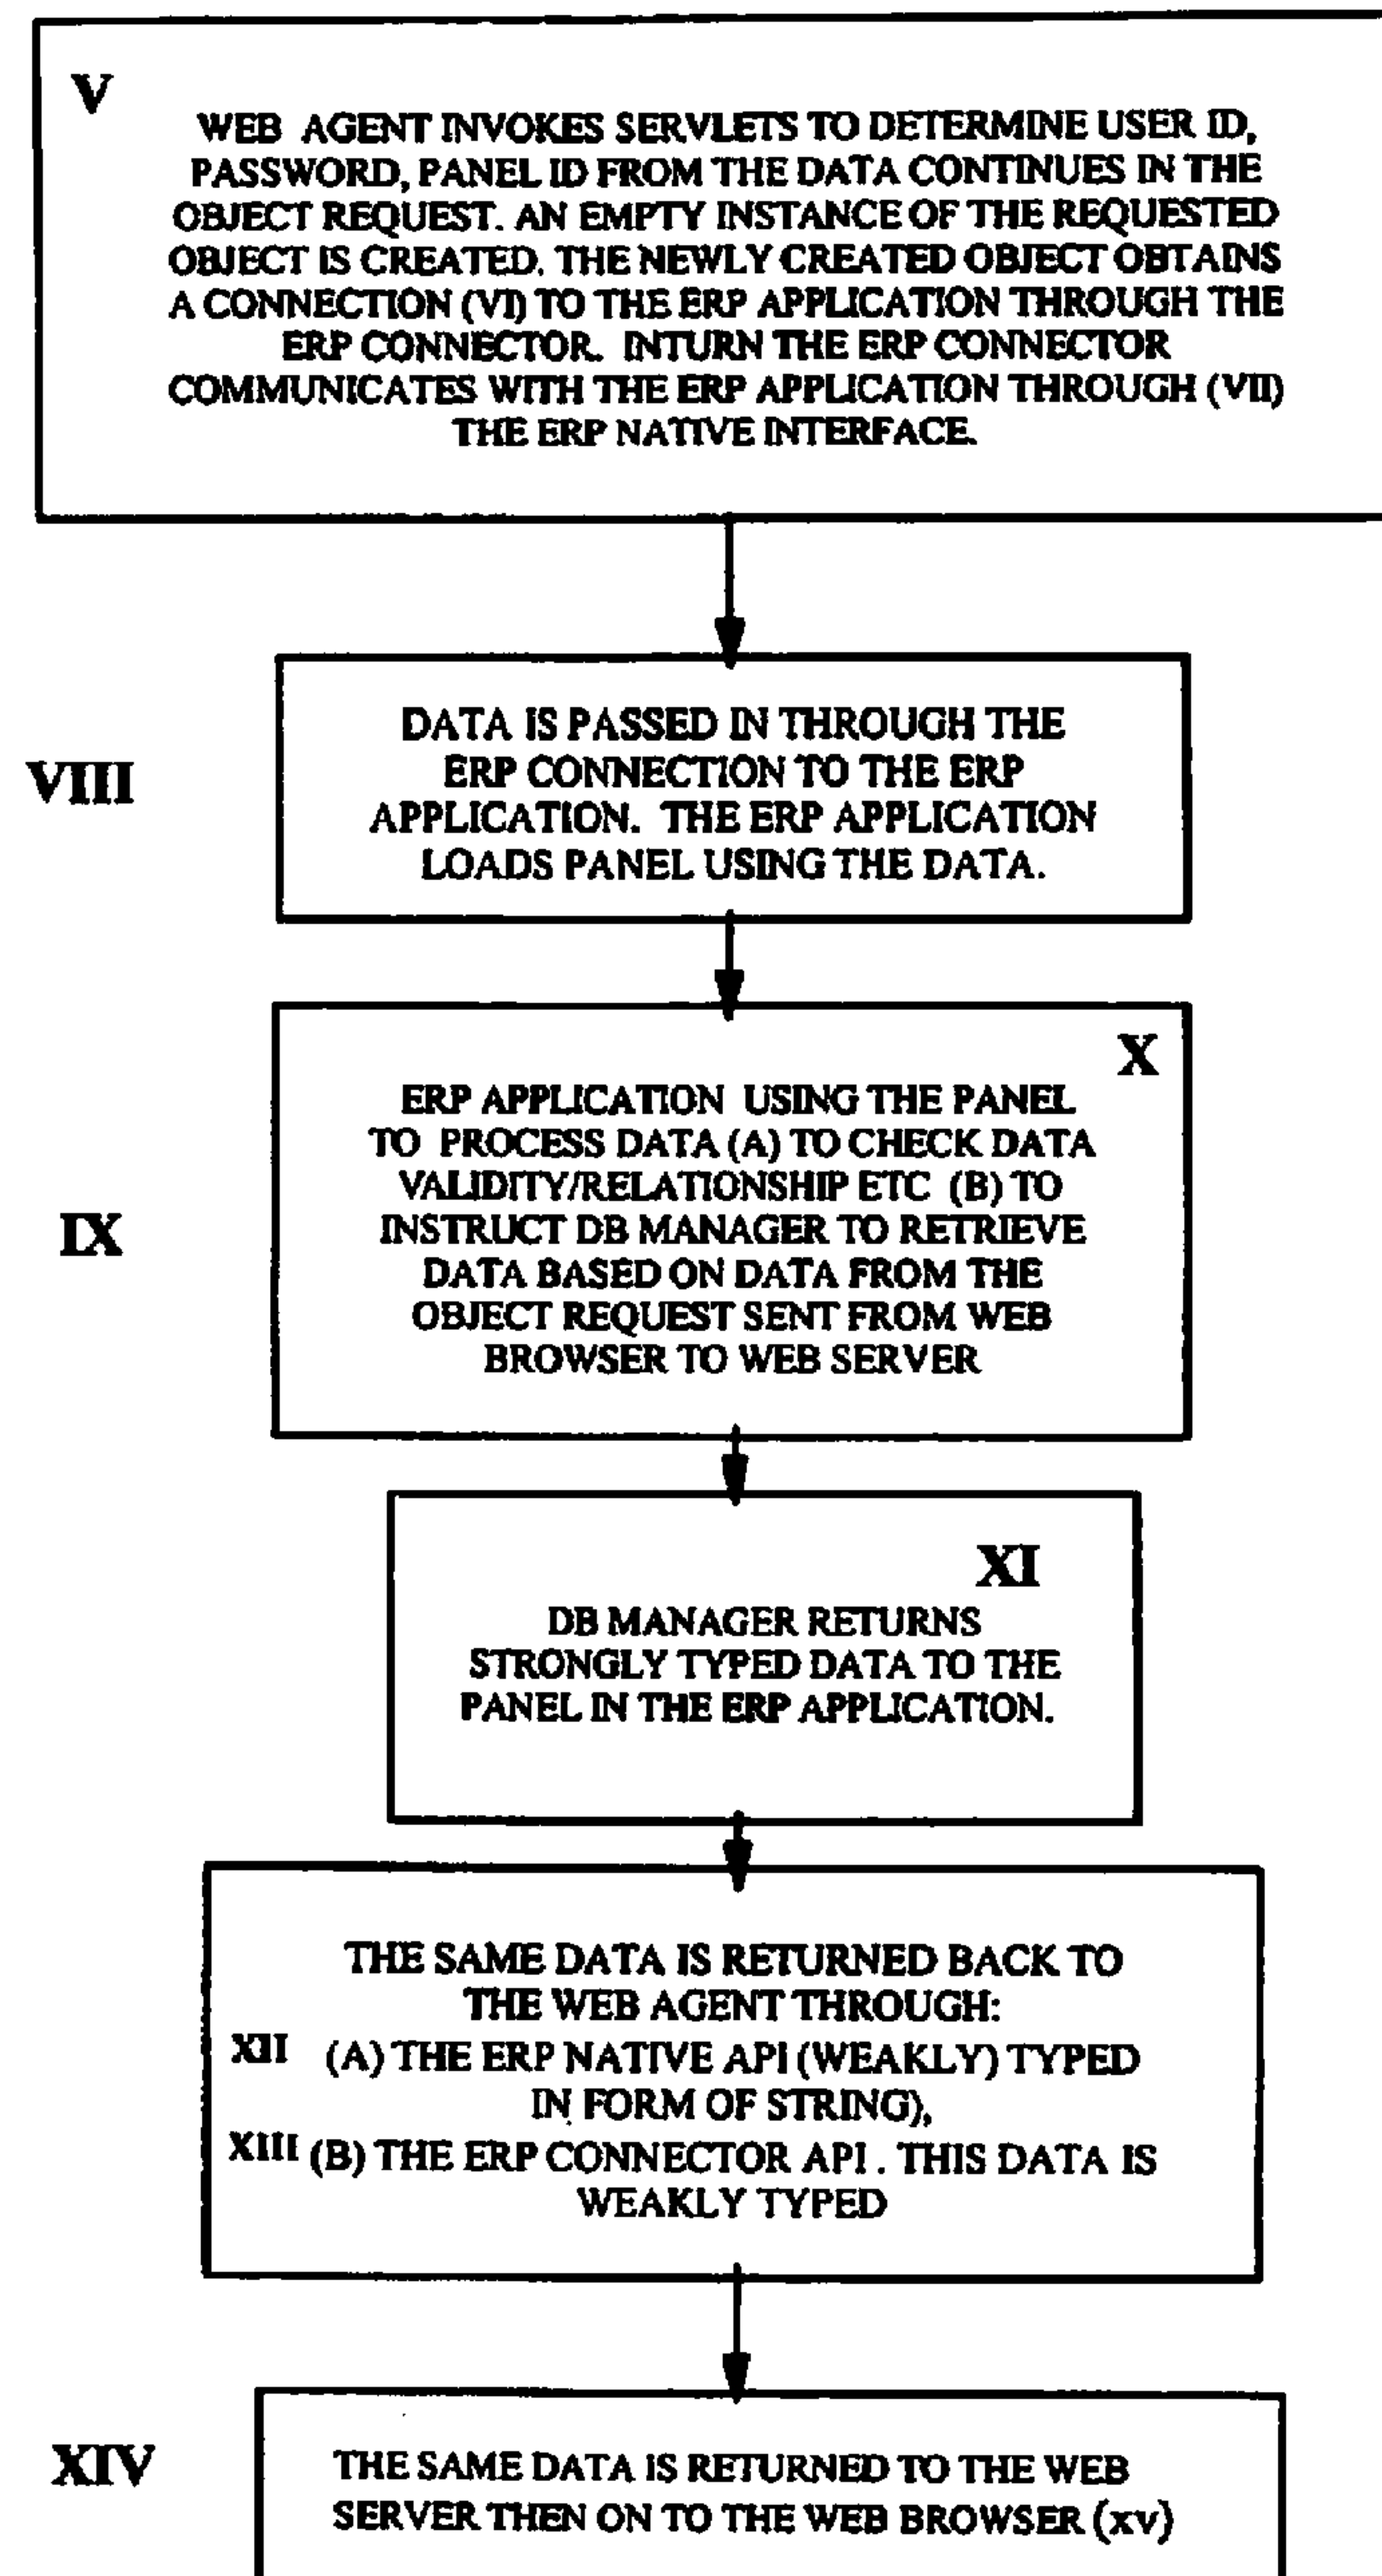 V
WEB AGENT INVOKES SERVLETS TO DETERMINE USER ID,
PASSWORD, PANEL ID FROM THE DATA CONTINUES IN THE
OBJECT REQUEST. AN EMPTY INSTANCE OF THE REQUESTED
OBJECT IS CREATED. THE NEWLY CREATED OBJECT OBTAINS
A CONNECTION (VI) TO THE ERP APPLICATION THROUGH THE
ERP CONNECTOR. INTURN THE ERP CONNECTOR
COMMUNICATES WITH THE ERP APPLICATION THROUGH (VII)
THE ERP NATIVE INTERFACE.
VIII
DATA IS PASSED IN THROUGH THE
ERP CONNECTION TO THE ERP
APPLICATION. THE ERP APPLICATION
LOADS PANEL USING THE DATA.
X
IX
ERP APPLICATION USING THE PANEL
TO PROCESS DATA (A) TO CHECK DATA
VALIDITY/RELATIONSHIP ETC (B) TO
INSTRUCT DB MANAGER TO RETRIEVE
DATA BASED ON DATA FROM THE
OBJECT REQUEST SENT FROM WEB
BROWSER TO WEB SERVER
XI
DB MANAGER RETURNS
STRONGLY TYPED DATA TO THE
PANEL IN THE ERP APPLICATION.
THE SAME DATA IS RETURNED BACK TO
THE WEB AGENT THROUGH:
XII (A) THE ERP NATIVE API (WEAKLY) TYPED
IN FORM OF STRING),
XIII (B) THE ERP CONNECTOR API . THIS DATA IS
WEAKLY TYPED
XIV
THE SAME DATA IS RETURNED TO THE WEB
SERVER THEN ON TO THE WEB BROWSER (xv)